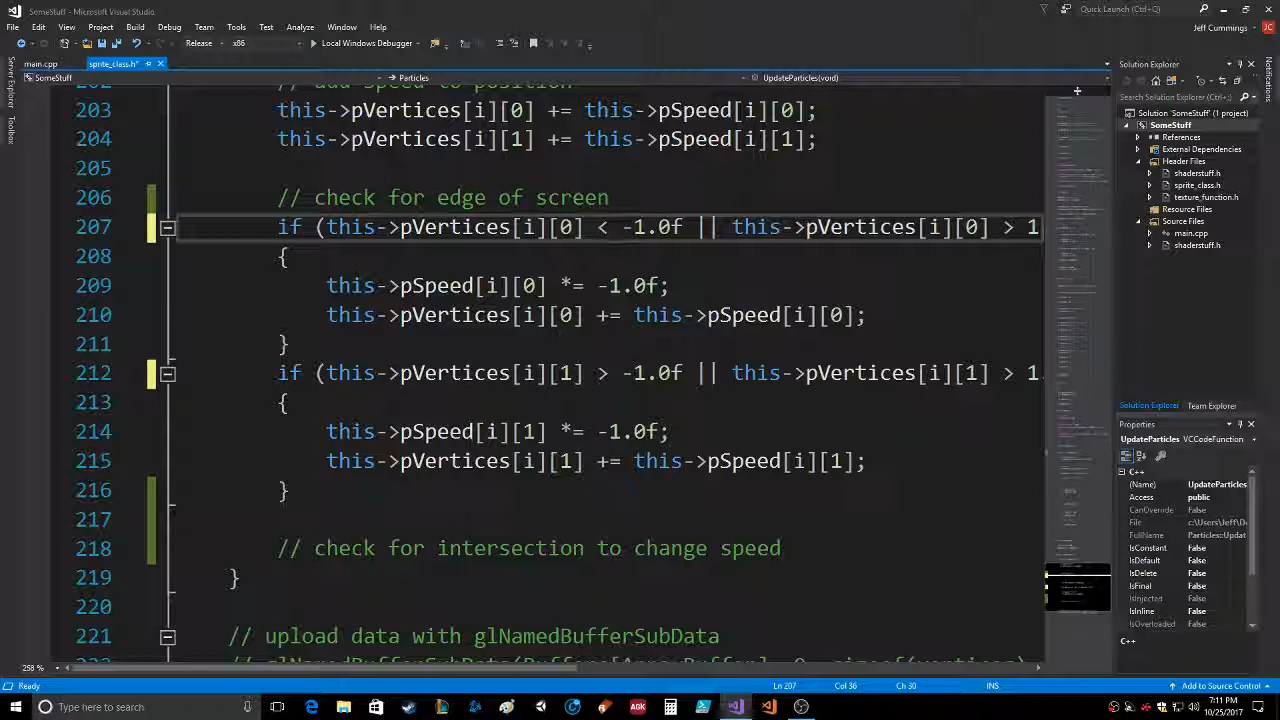 SomeStuff - Microsoft Visual Studio
Quick Launch (Ctrl+Q)
File Edit View Project Build Debug Team Tools Test Analyze Window Help
Jeff Cummings JC
Release x86 Local Windows Debugger
main.cpp sprite_class.h*
SomeStuff Particles UpdateParticles(void)
Server Explorer
Toolbox
202 // add speed to position
203 this->pVertices[i][0] += this->pSpeed[i][0];
204 this->pVertices[i][1] += this->pSpeed[i][1];
205
206 // check for edge of screen
207 if (this->pVertices[i][0] < -1.0f || this->pVertices[i][0] > 1
208 {
209 this->pSpeed[i][0] *= -1.0f;
210 this->pVertices[i][0] += this->pSpeed[i][0];
211 }
212 if (this->pVertices[i][1] > -1.0f || this->pVertices[i][1] > 1.
213 {
214 this->pSpeed[i][1] *= -1.0f;
215 this->pVertices[i][1] += this->pSpeed[i][1];
216 }
217
218 // check for intersection to change speed
219 }
220
221 // upload data with glNamedBufferSubData
258 %
Solution Explorer
Search Solution Explorer (Ctrl+;)
Solution 'SomeStuff' (1 project)
SomeStuff
References
External Dependencies
Header Files
shaderstuff.h
sprite_class.h
texture_function
Resource Files
Source Files
main.cpp
shaderstuff.h
Solution Explorer Team Explorer
Properties
UpdateParticles VCCodeFunction
C++
(Name) UpdateParticles
Access public
CanOverride False
File c:\Users\Jeff\De
FullName Particles::Updat
IsConstant False
IsDefault False
IsDelete False
IsFinal False
IsInjected False
IsInline False
IsOverloaded False
C++
Notifications
Ready Ln 207 Col 36 Ch 30 INS Add to Source Control
Type here to search
AGK
7:11 PM
10/25/2017